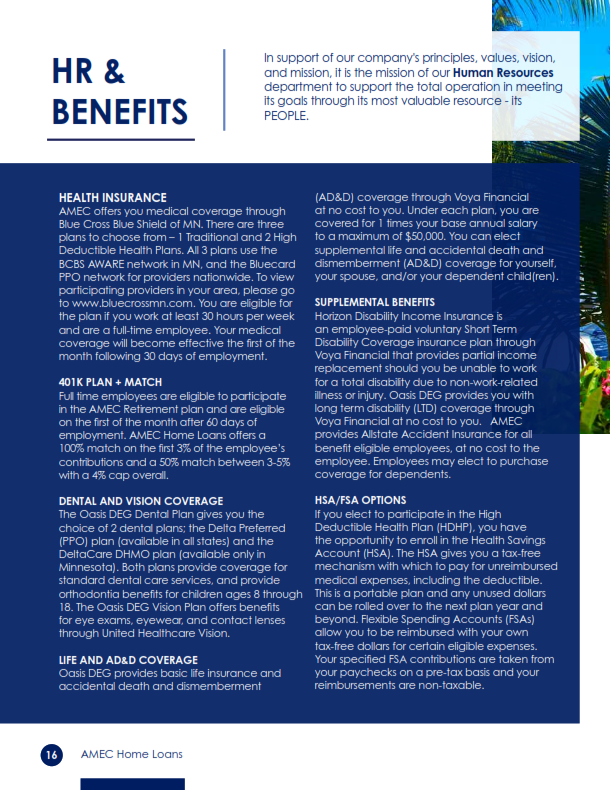 HR &
BENEFITS
In support of our company's principles, values, vision,
and mission, it is the mission of our Human Resources
department to support the total operation in meeting
its goals through its most valuable resource - its
PEOPLE.
HEALTH INSURANCE
AMEC offers you medical coverage through
Blue Cross Blue Shield of MN. There are three
plans to choose from – 1 Traditional and 2 High
Deductible Health Plans. All 3 plans use the
BCBS AWARE network in MN, and the Bluecard
PPO network for providers nationwide. To view
participating providers in your area, please go
to www.bluecrossmn.com. You are eligible for
the plan if you work at least 30 hours per week
and are a full-time employee. Your medical
coverage will become effective the first of the
month following 30 days of employment.
401K PLAN + MATCH
Full time employees are eligible to participate
in the AMEC Retirement plan and are eligible
on the first of the month after 60 days of
employment. AMEC Home Loans offers a
100% match on the first 3% of the employee's
contributions and a 50% match between 3-5%
with a 4% cap overall.
DENTAL AND VISION COVERAGE
The Oasis DEG Dental Plan gives you the
choice of 2 dental plans; the Delta Preferred
(PPO) plan (available in all states) and the
DeltaCare DHMO plan (available only in
Minnesota). Both plans provide coverage for
standard dental care services, and provide
orthodontia benefits for children ages 8 through
18. The Oasis DEG Vision Plan offers benefits
for eye exams, eyewear, and contact lenses
through United Healthcare Vision.
LIFE AND AD&D COVERAGE
Oasis DEG provides basic life insurance and
accidental death and dismemberment
(AD&D) coverage through Voya Financial
at no cost to you. Under each plan, you are
covered for 1 times your base annual salary
to a maximum of $50,000. You can elect
supplemental life and accidental death and
dismemberment (AD&D) coverage for yourself,
your spouse, and/or your dependent child(ren).
SUPPLEMENTAL BENEFITS
Horizon Disability Income Insurance is
an employee-paid voluntary Short Term
Disability Coverage insurance plan through
Voya Financial that provides partial income
replacement should you be unable to work
for a total disability due to non-work-related
illness or injury. Oasis DEG provides you with
long term disability (LTD) coverage through
Voya Financial at no cost to you. AMEC
provides Allstate Accident Insurance for all
benefit eligible employees, at no cost to the
employee. Employees may elect to purchase
coverage for dependents.
HSA/FSA OPTIONS
If you elect to participate in the High
Deductible Health Plan (HDHP), you have
the opportunity to enroll in the Health Savings
Account (HSA). The HSA gives you a tax-free
mechanism with which to pay for unreimbursed
medical expenses, including the deductible.
This is a portable plan and any unused dollars
can be rolled over to the next plan year and
beyond. Flexible Spending Accounts (FSAs)
allow you to be reimbursed with your own
tax-free dollars for certain eligible expenses.
Your specified FSA contributions are taken from
your paychecks on a pre-tax basis and your
reimbursements are non-taxable.
16 AMEC Home Loans